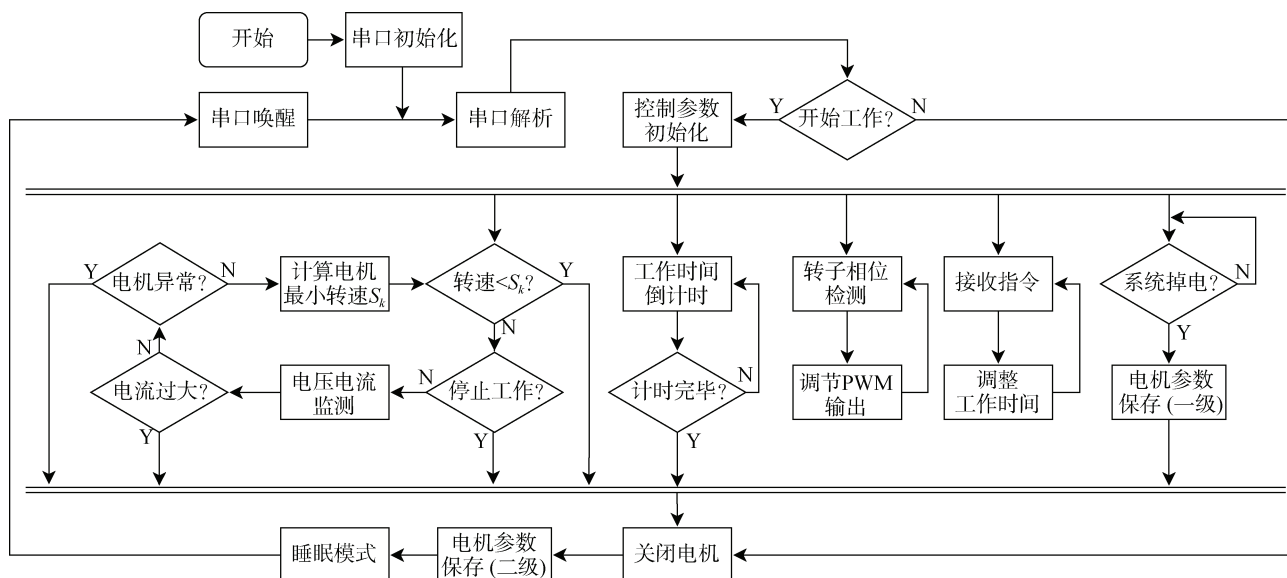 开始
串口初始化
串口唤醒
串口解析
控制参数
初始化
Y
开始工作?
N
Y
电机异常?
N
计算电机
最小转速Sk
转速<Sk?
Y
N
工作时间
倒计时
转子相位
检测
接收指令
系统掉电?
N
Y
N
电流过大?
Y
电压电流
监测
N
停止工作?
Y
计时完毕?
N
Y
调节PWM
输出
调整
工作时间
电机参数
保存(一级)
睡眠模式
电机参数
保存(二级)
关闭电机